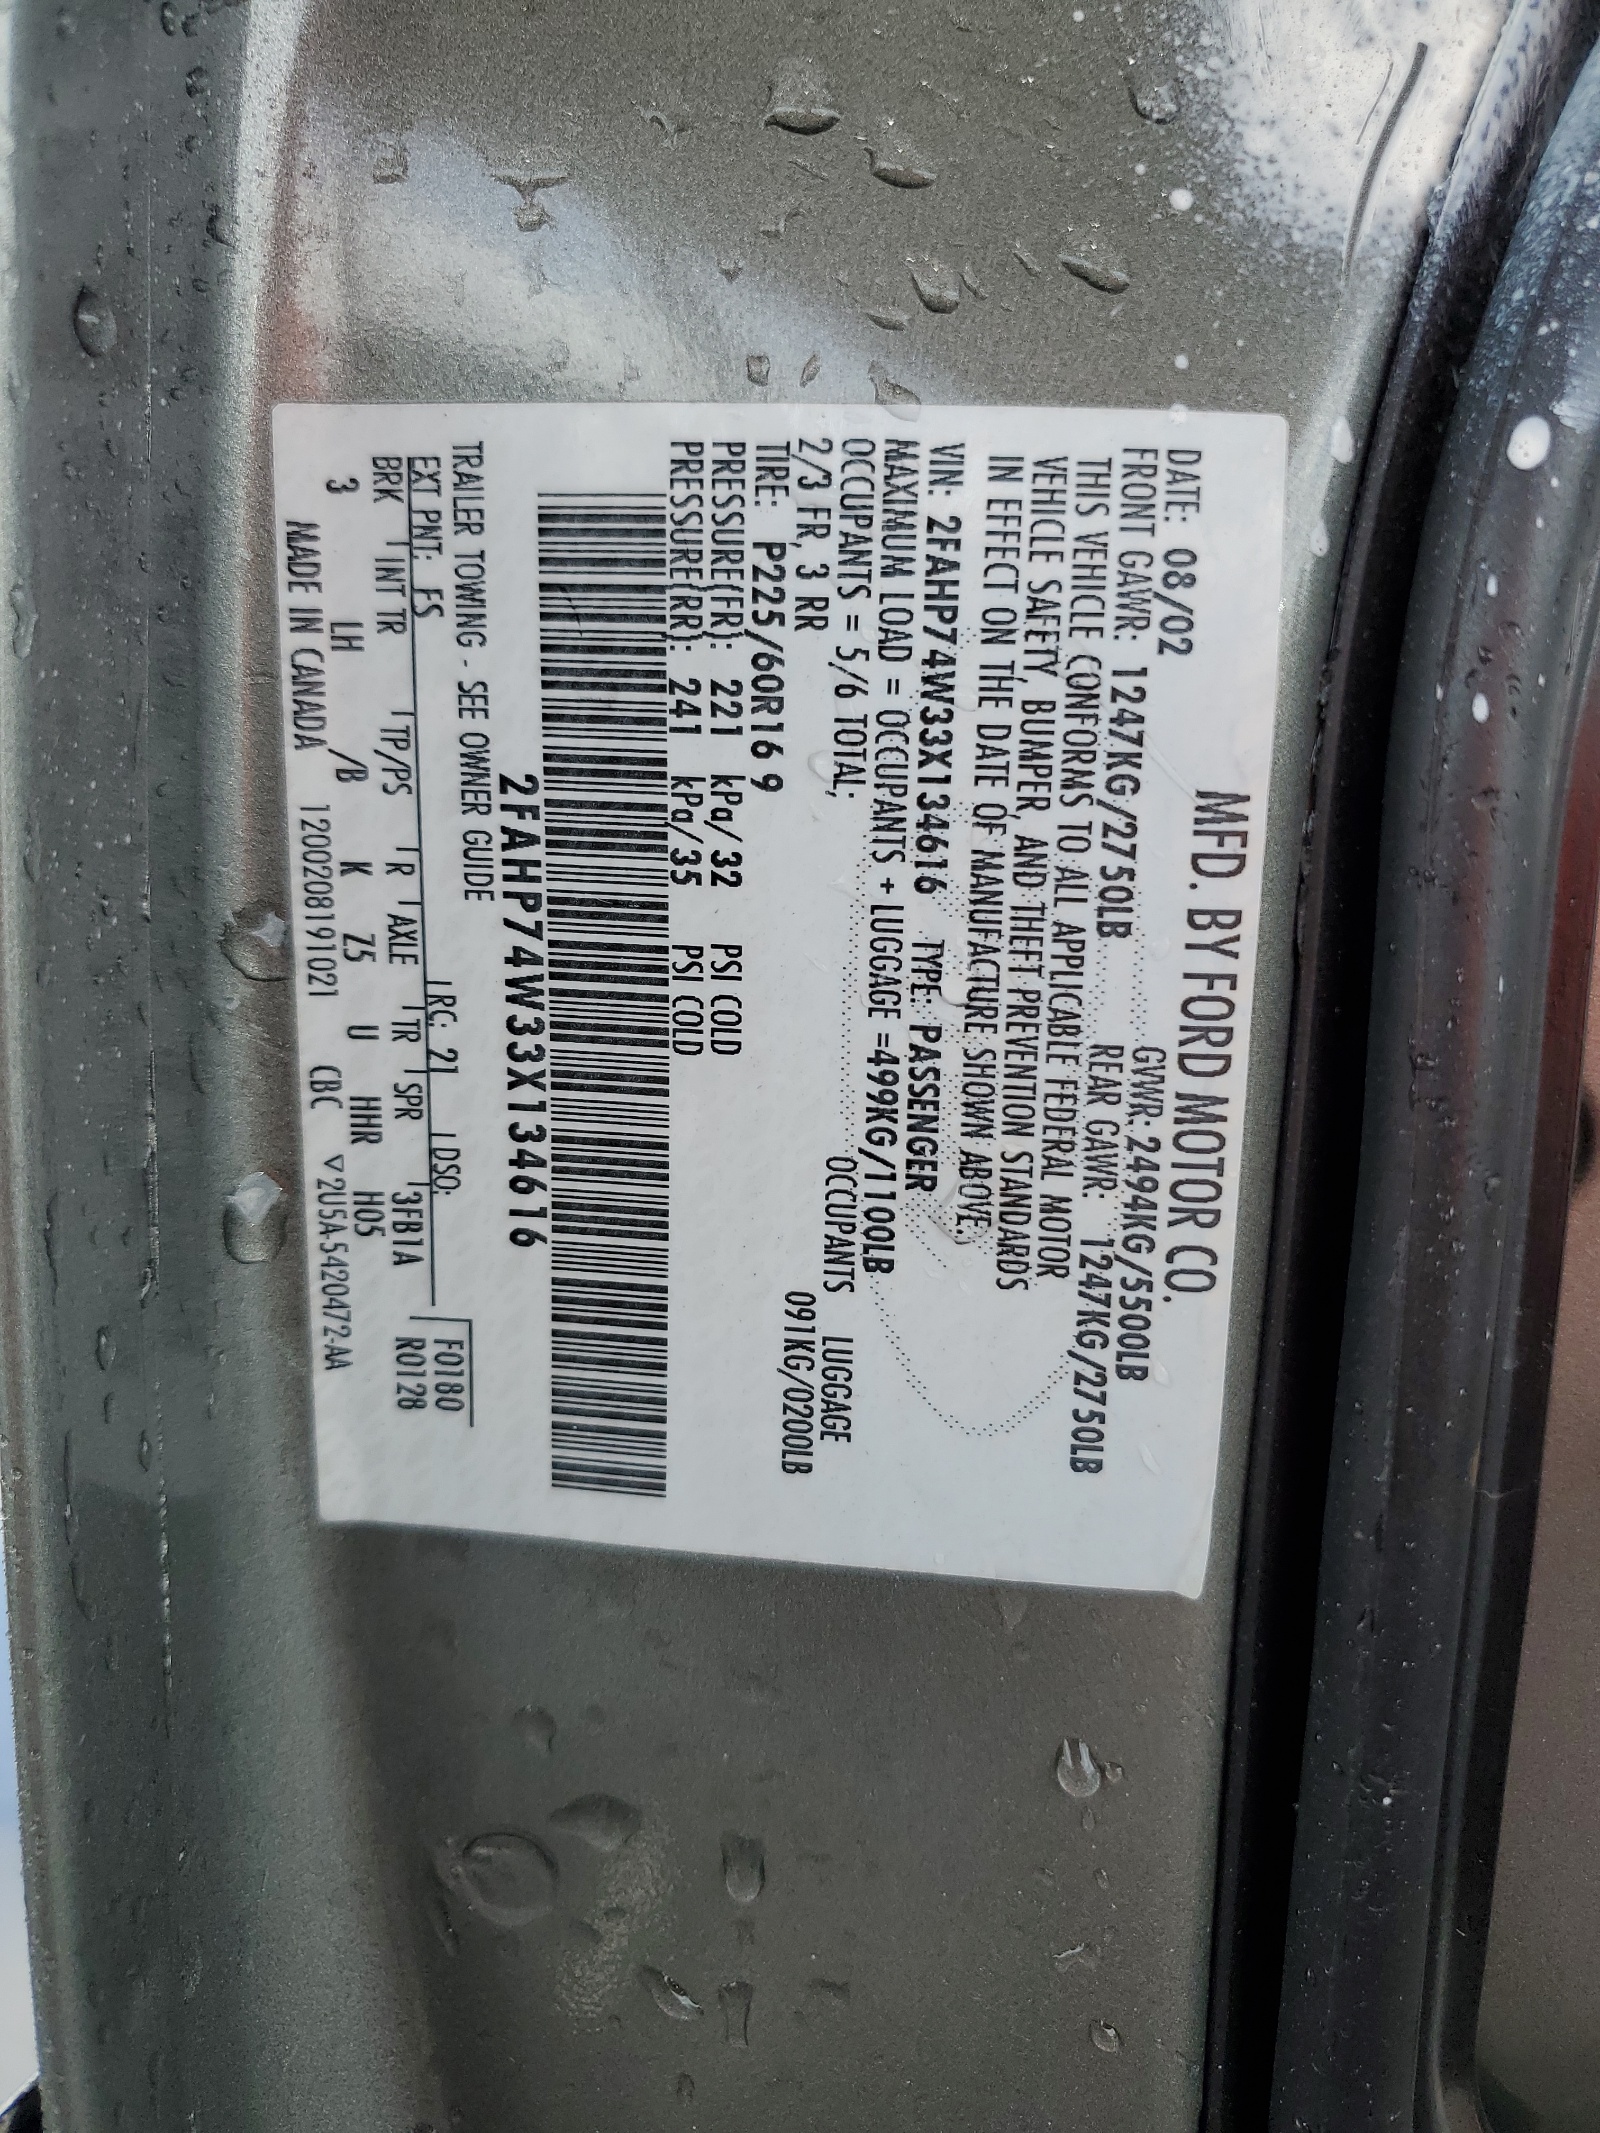 MFD. BY FORD MOTOR CO.
DATE: 08/02 GVWR: 2494KG/5500LB
FRONT GAWR: 1247KG/2750LB REAR GAWR: 1247KG/2750LB
THIS VEHICLE CONFORMS TO ALL APPLICABLE FEDERAL MOTOR
VEHICLE SAFETY, BUMPER, AND THEFT PREVENTION STANDARDS
IN EFFECT ON THE DATE OF MANUFACTURE SHOWN ABOVE.
VIN: 2FAHP74W33X134616 TYPE: PASSENGER
MAXIMUM LOAD = OCCUPANTS + LUGGAGE =499KG/1100LB
OCCUPANTS = 5/6 TOTAL; OCCUPANTS LUGGAGE
2/3 FR, 3 RR 091KG/0200LB
TIRE: P225/60R16 9
PRESSURE(FR): 221 kPa/32 PSI COLD
PRESSURE(RR): 241 kPa/35 PSI COLD
2FAHP74W33X134616
TRAILER TOWING - SEE OWNER GUIDE
EXT PNT: FS RC: 21 DSO: F0180
BRK INT TR TP/PS R AXLE TR SPR 3FB1A R0128
3 LH /B K Z5 U HHR H05
MADE IN CANADA 1200208191021 CBC ▽2U5A-5420472-AA